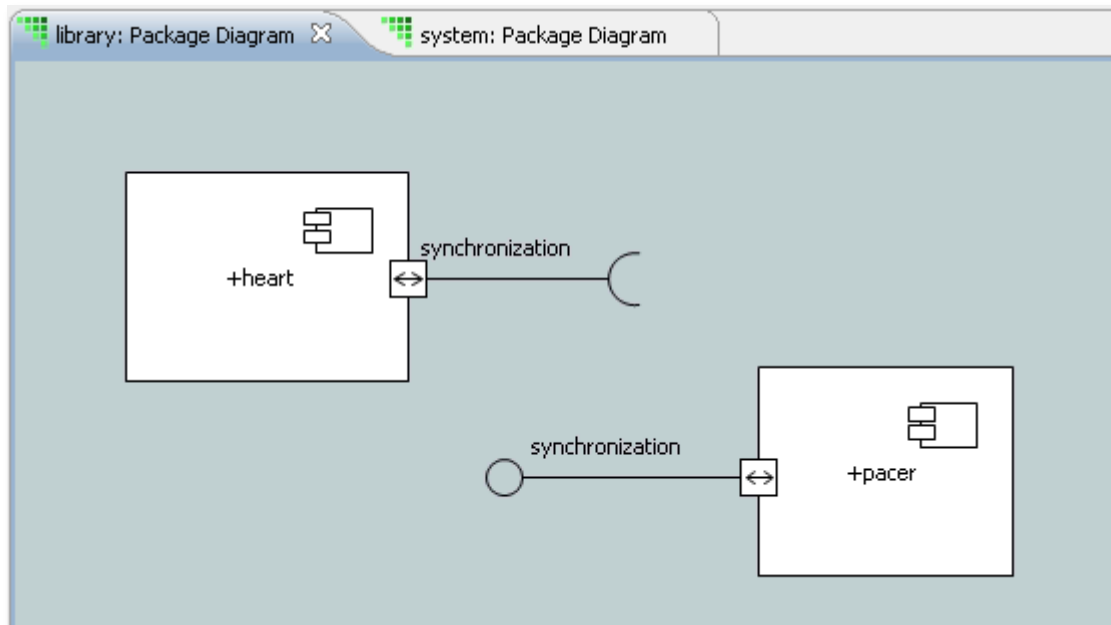 library: Package Diagram
system: Package Diagram
synchronization
+heart
synchronization
+pacer